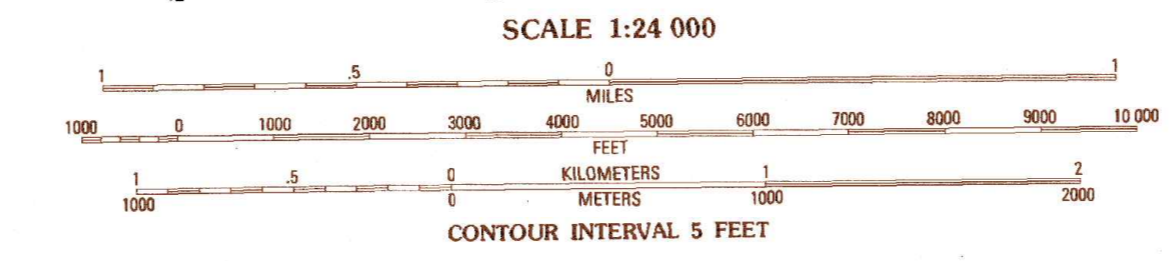 SCALE 1:24 000
1 .5 0 1
MILES
1000 0 1000 2000 3000 4000 5000 6000 7000 8000 9000 10 000
FEET
1 .5 0 KILOMETERS 1 2
1000 0 METERS 1000 2000
CONTOUR INTERVAL 5 FEET